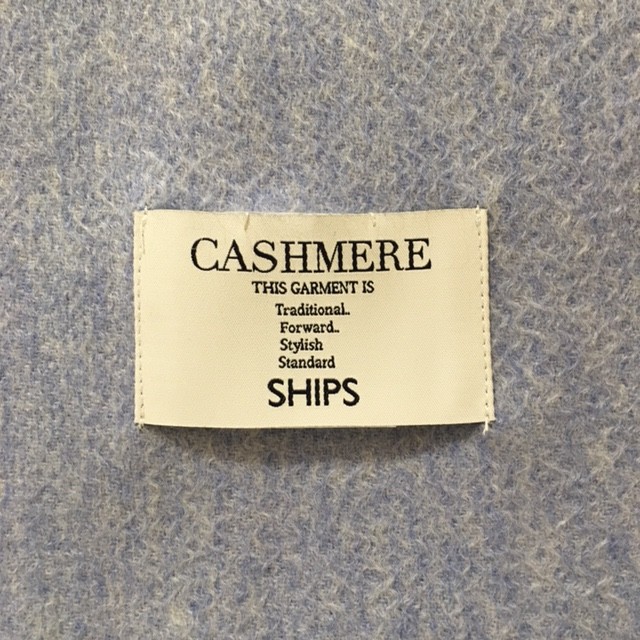 CASHMERE
THIS GARMENT IS
Traditional..
Forward..
Stylish
Standard
SHIPS